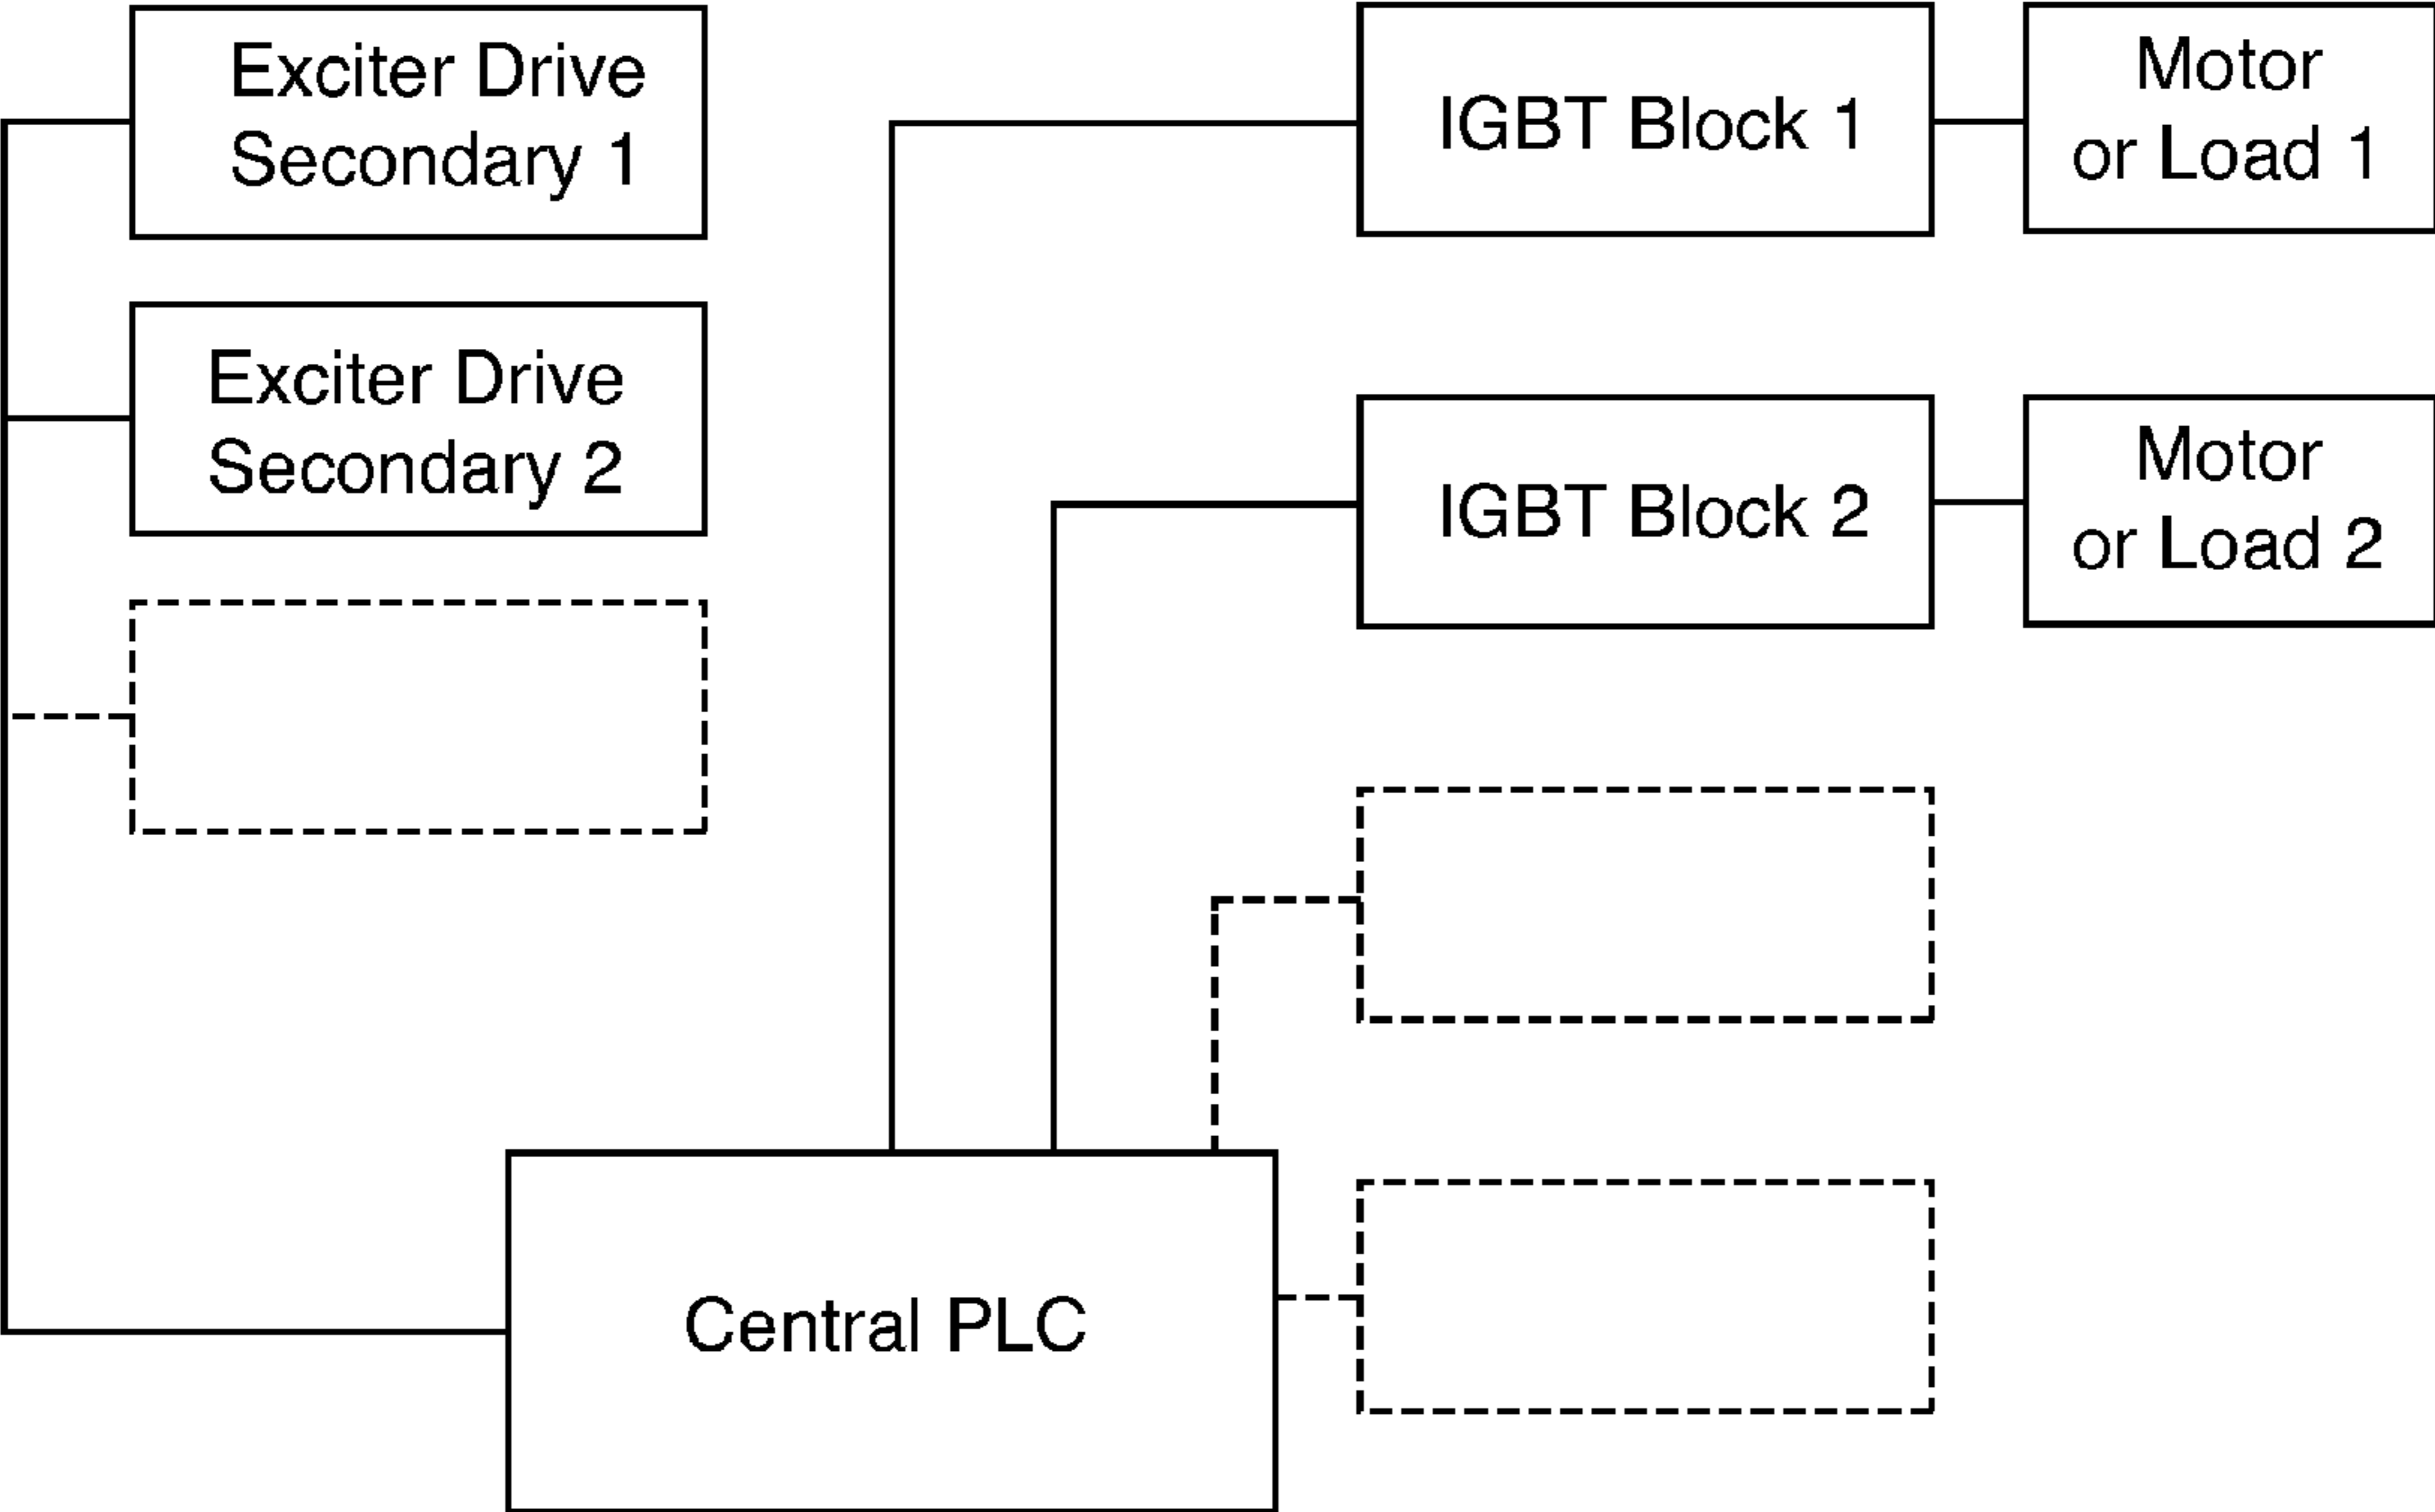 Exciter Drive
Secondary 1
IGBT Block 1
Motor
or Load 1
Exciter Drive
Secondary 2
IGBT Block 2
Motor
or Load 2
Central PLC